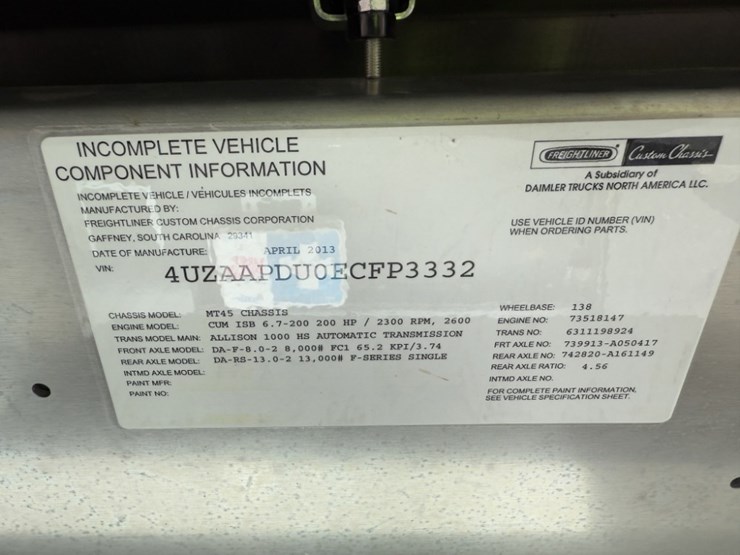 INCOMPLETE VEHICLE
COMPONENT INFORMATION
INCOMPLETE VEHICLE / VEHICULES INCOMPLETS
MANUFACTURED BY:
FREIGHTLINER CUSTOM CHASSIS CORPORATION
GAFFNEY, SOUTH CAROLINA 29341
DATE OF MANUFACTURE: APRIL 2013
VIN: 4UZAAPDU0ECFP3332
CHASSIS MODEL: MT45 CHASSIS
ENGINE MODEL: CUM ISB 6.7-200 200 HP / 2300 RPM, 2600
TRANS MODEL MAIN: ALLISON 1000 HS AUTOMATIC TRANSMISSION
FRONT AXLE MODEL: DA-F-8.0-2 8,000# FC1 65.2 KPI/3.74
REAR AXLE MODEL: DA-RS-13.0-2 13,000# F-SERIES SINGLE
INTMD AXLE MODEL:
PAINT MFR:
PAINT NO:
FREIGHTLINER Custom Chassis
A Subsidiary of
DAIMLER TRUCKS NORTH AMERICA LLC.
USE VEHICLE ID NUMBER (VIN)
WHEN ORDERING PARTS.
WHEELBASE: 138
ENGINE NO: 73518147
TRANS NO: 6311198924
FRT AXLE NO: 739913-A050417
REAR AXLE NO: 742820-A161149
REAR AXLE RATIO: 4.56
INTMD AXLE NO.
FOR COMPLETE PAINT INFORMATION,
SEE VEHICLE SPECIFICATION SHEET.